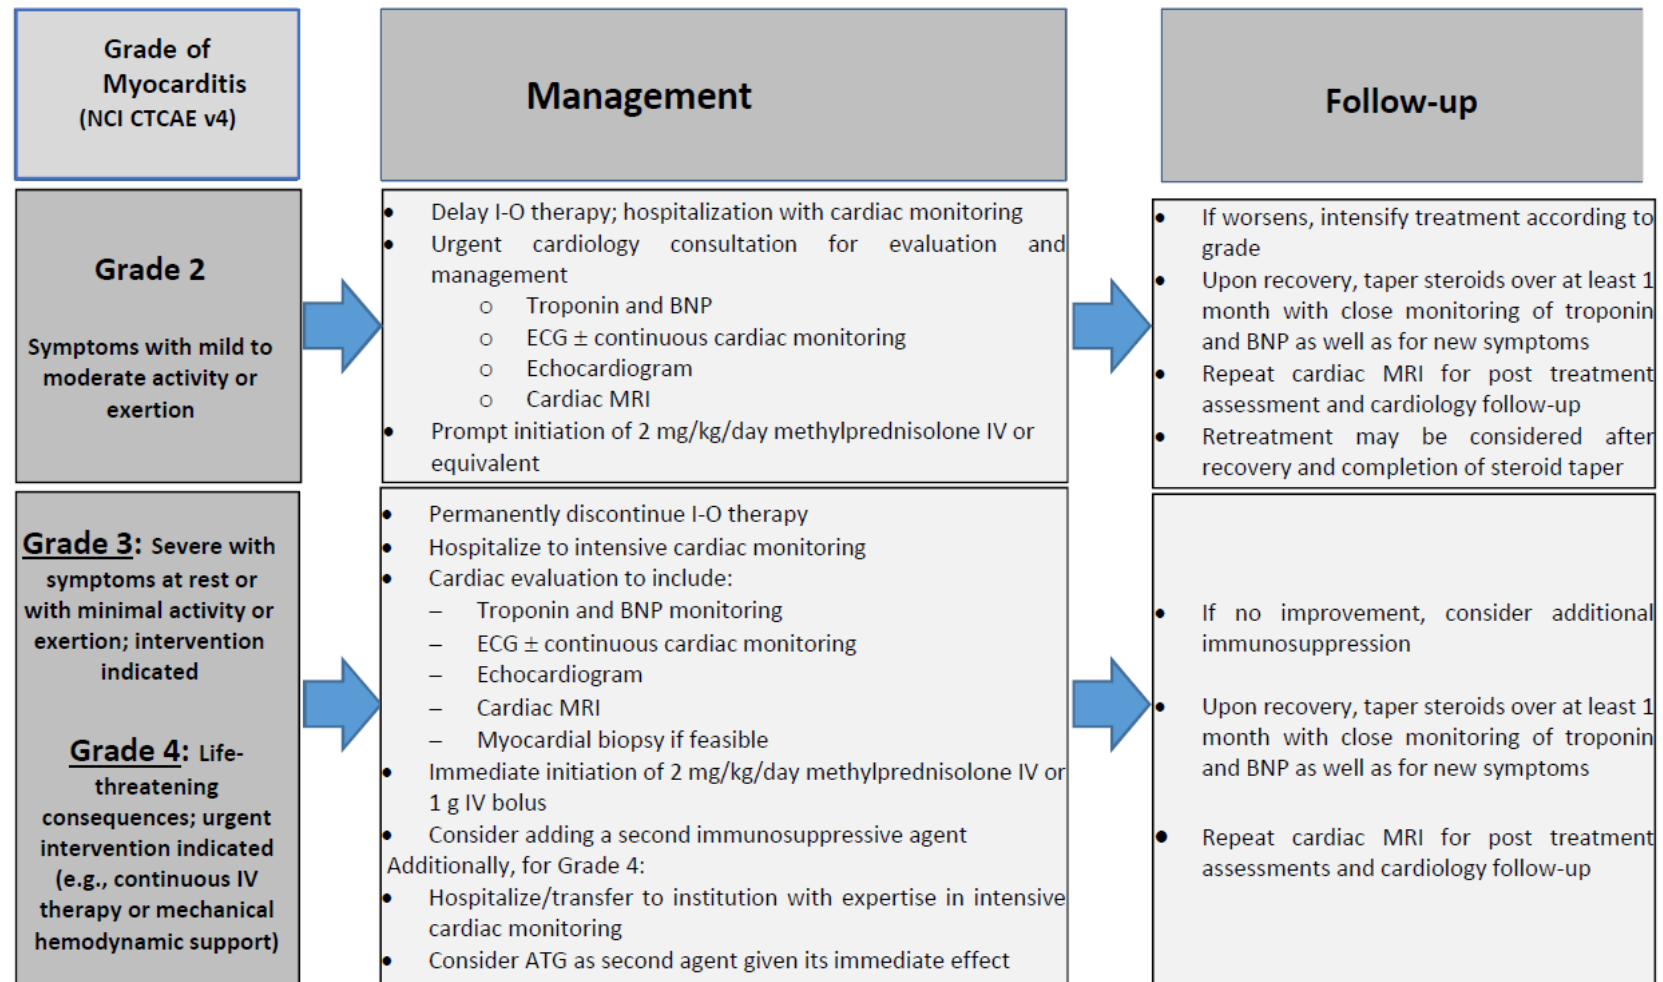 Grade of
Myocarditis
(NCI CTCAE v4)
Management
Follow-up
Grade 2
Symptoms with mild to
moderate activity or
exertion
• Delay I-O therapy; hospitalization with cardiac monitoring
• Urgent cardiology consultation for evaluation and
management
o Troponin and BNP
o ECG ± continuous cardiac monitoring
o Echocardiogram
o Cardiac MRI
• Prompt initiation of 2 mg/kg/day methylprednisolone IV or
equivalent
• If worsens, intensify treatment according to
grade
• Upon recovery, taper steroids over at least 1
month with close monitoring of troponin
and BNP as well as for new symptoms
• Repeat cardiac MRI for post treatment
assessment and cardiology follow-up
• Retreatment may be considered after
recovery and completion of steroid taper
Grade 3: Severe with
symptoms at rest or
with minimal activity or
exertion; intervention
indicated
Grade 4: Life-
threatening
consequences; urgent
intervention indicated
(e.g., continuous IV
therapy or mechanical
hemodynamic support)
• Permanently discontinue I-O therapy
• Hospitalize to intensive cardiac monitoring
• Cardiac evaluation to include:
– Troponin and BNP monitoring
– ECG ± continuous cardiac monitoring
– Echocardiogram
– Cardiac MRI
– Myocardial biopsy if feasible
• Immediate initiation of 2 mg/kg/day methylprednisolone IV or
1 g IV bolus
• Consider adding a second immunosuppressive agent
Additionally, for Grade 4:
• Hospitalize/transfer to institution with expertise in intensive
cardiac monitoring
• Consider ATG as second agent given its immediate effect
• If no improvement, consider additional
immunosuppression
• Upon recovery, taper steroids over at least 1
month with close monitoring of troponin
and BNP as well as for new symptoms
• Repeat cardiac MRI for post treatment
assessments and cardiology follow-up